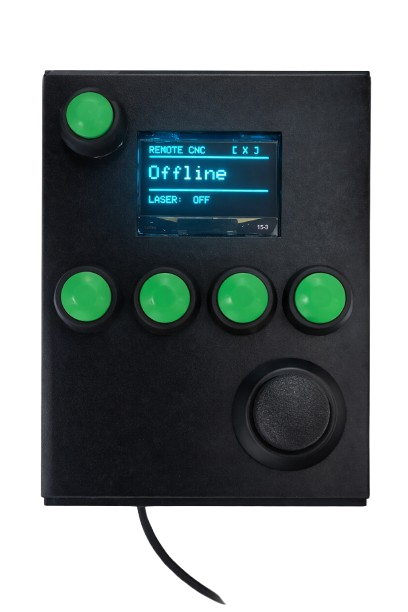 REMOTE CNC [ X ]
Offline
LASER: OFF
15-3